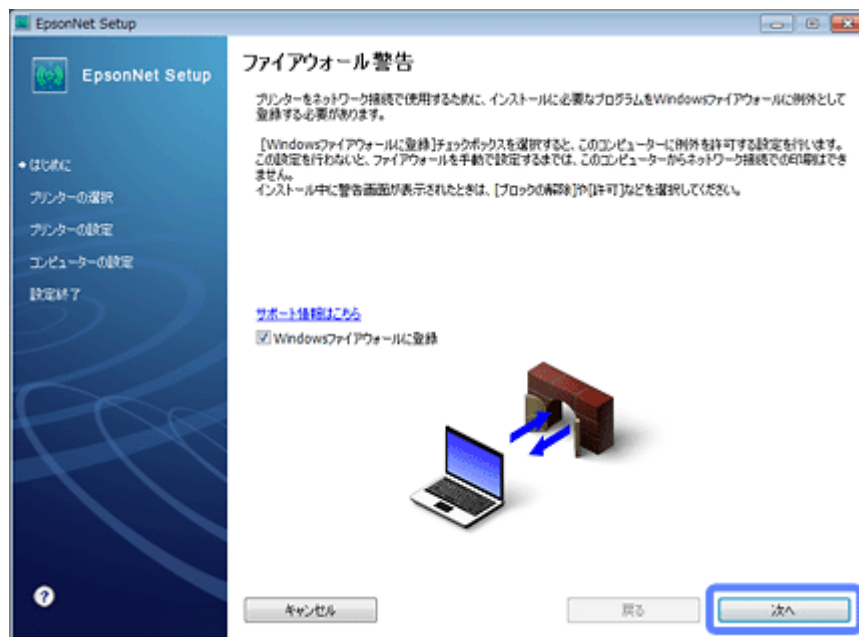 EpsonNet Setup
EpsonNet Setup
はじめに
プリンターの選択
プリンターの設定
コンピューターの設定
設定終了
ファイアウォール警告
プリンターをネットワーク接続で使用するために、インストールに必要なプログラムをWindowsファイアウォールに例外として
登録する必要があります。
[Windowsファイアウォールに登録]チェックボックスを選択すると、このコンピューターに例外を許可する設定を行います。
この設定を行わないと、ファイアウォールを手動で設定するまでは、このコンピューターからネットワーク接続での印刷はでき
ません。
インストール中に警告画面が表示されたときは、[ブロックの解除]や[許可]などを選択してください。
サポート情報はこちら
Windowsファイアウォールに登録
?
キャンセル
戻る
次へ